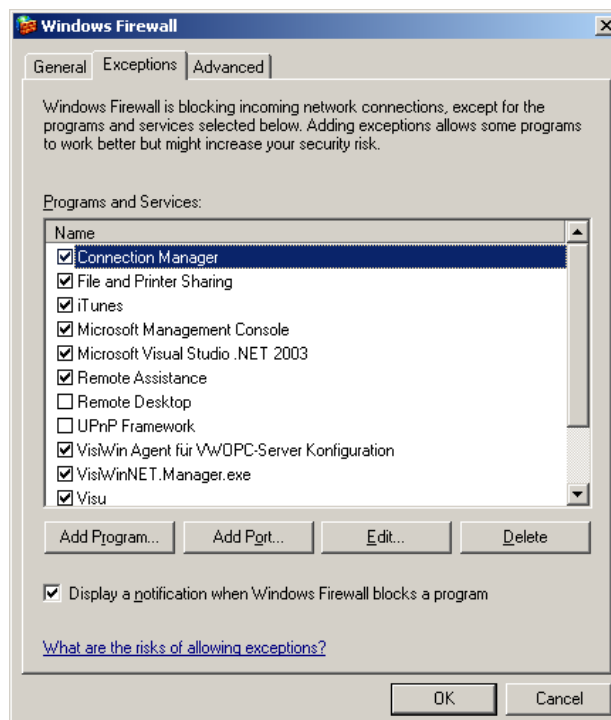 Windows Firewall
General Exceptions Advanced
Windows Firewall is blocking incoming network connections, except for the
programs and services selected below. Adding exceptions allows some programs
to work better but might increase your security risk.
Programs and Services:
Name
Connection Manager
File and Printer Sharing
iTunes
Microsoft Management Console
Microsoft Visual Studio .NET 2003
Remote Assistance
Remote Desktop
UPnP Framework
VisiWin Agent für VWOPC-Server Konfiguration
VisiWinNET.Manager.exe
Visu
Add Program... Add Port... Edit... Delete
Display a notification when Windows Firewall blocks a program
What are the risks of allowing exceptions?
OK Cancel